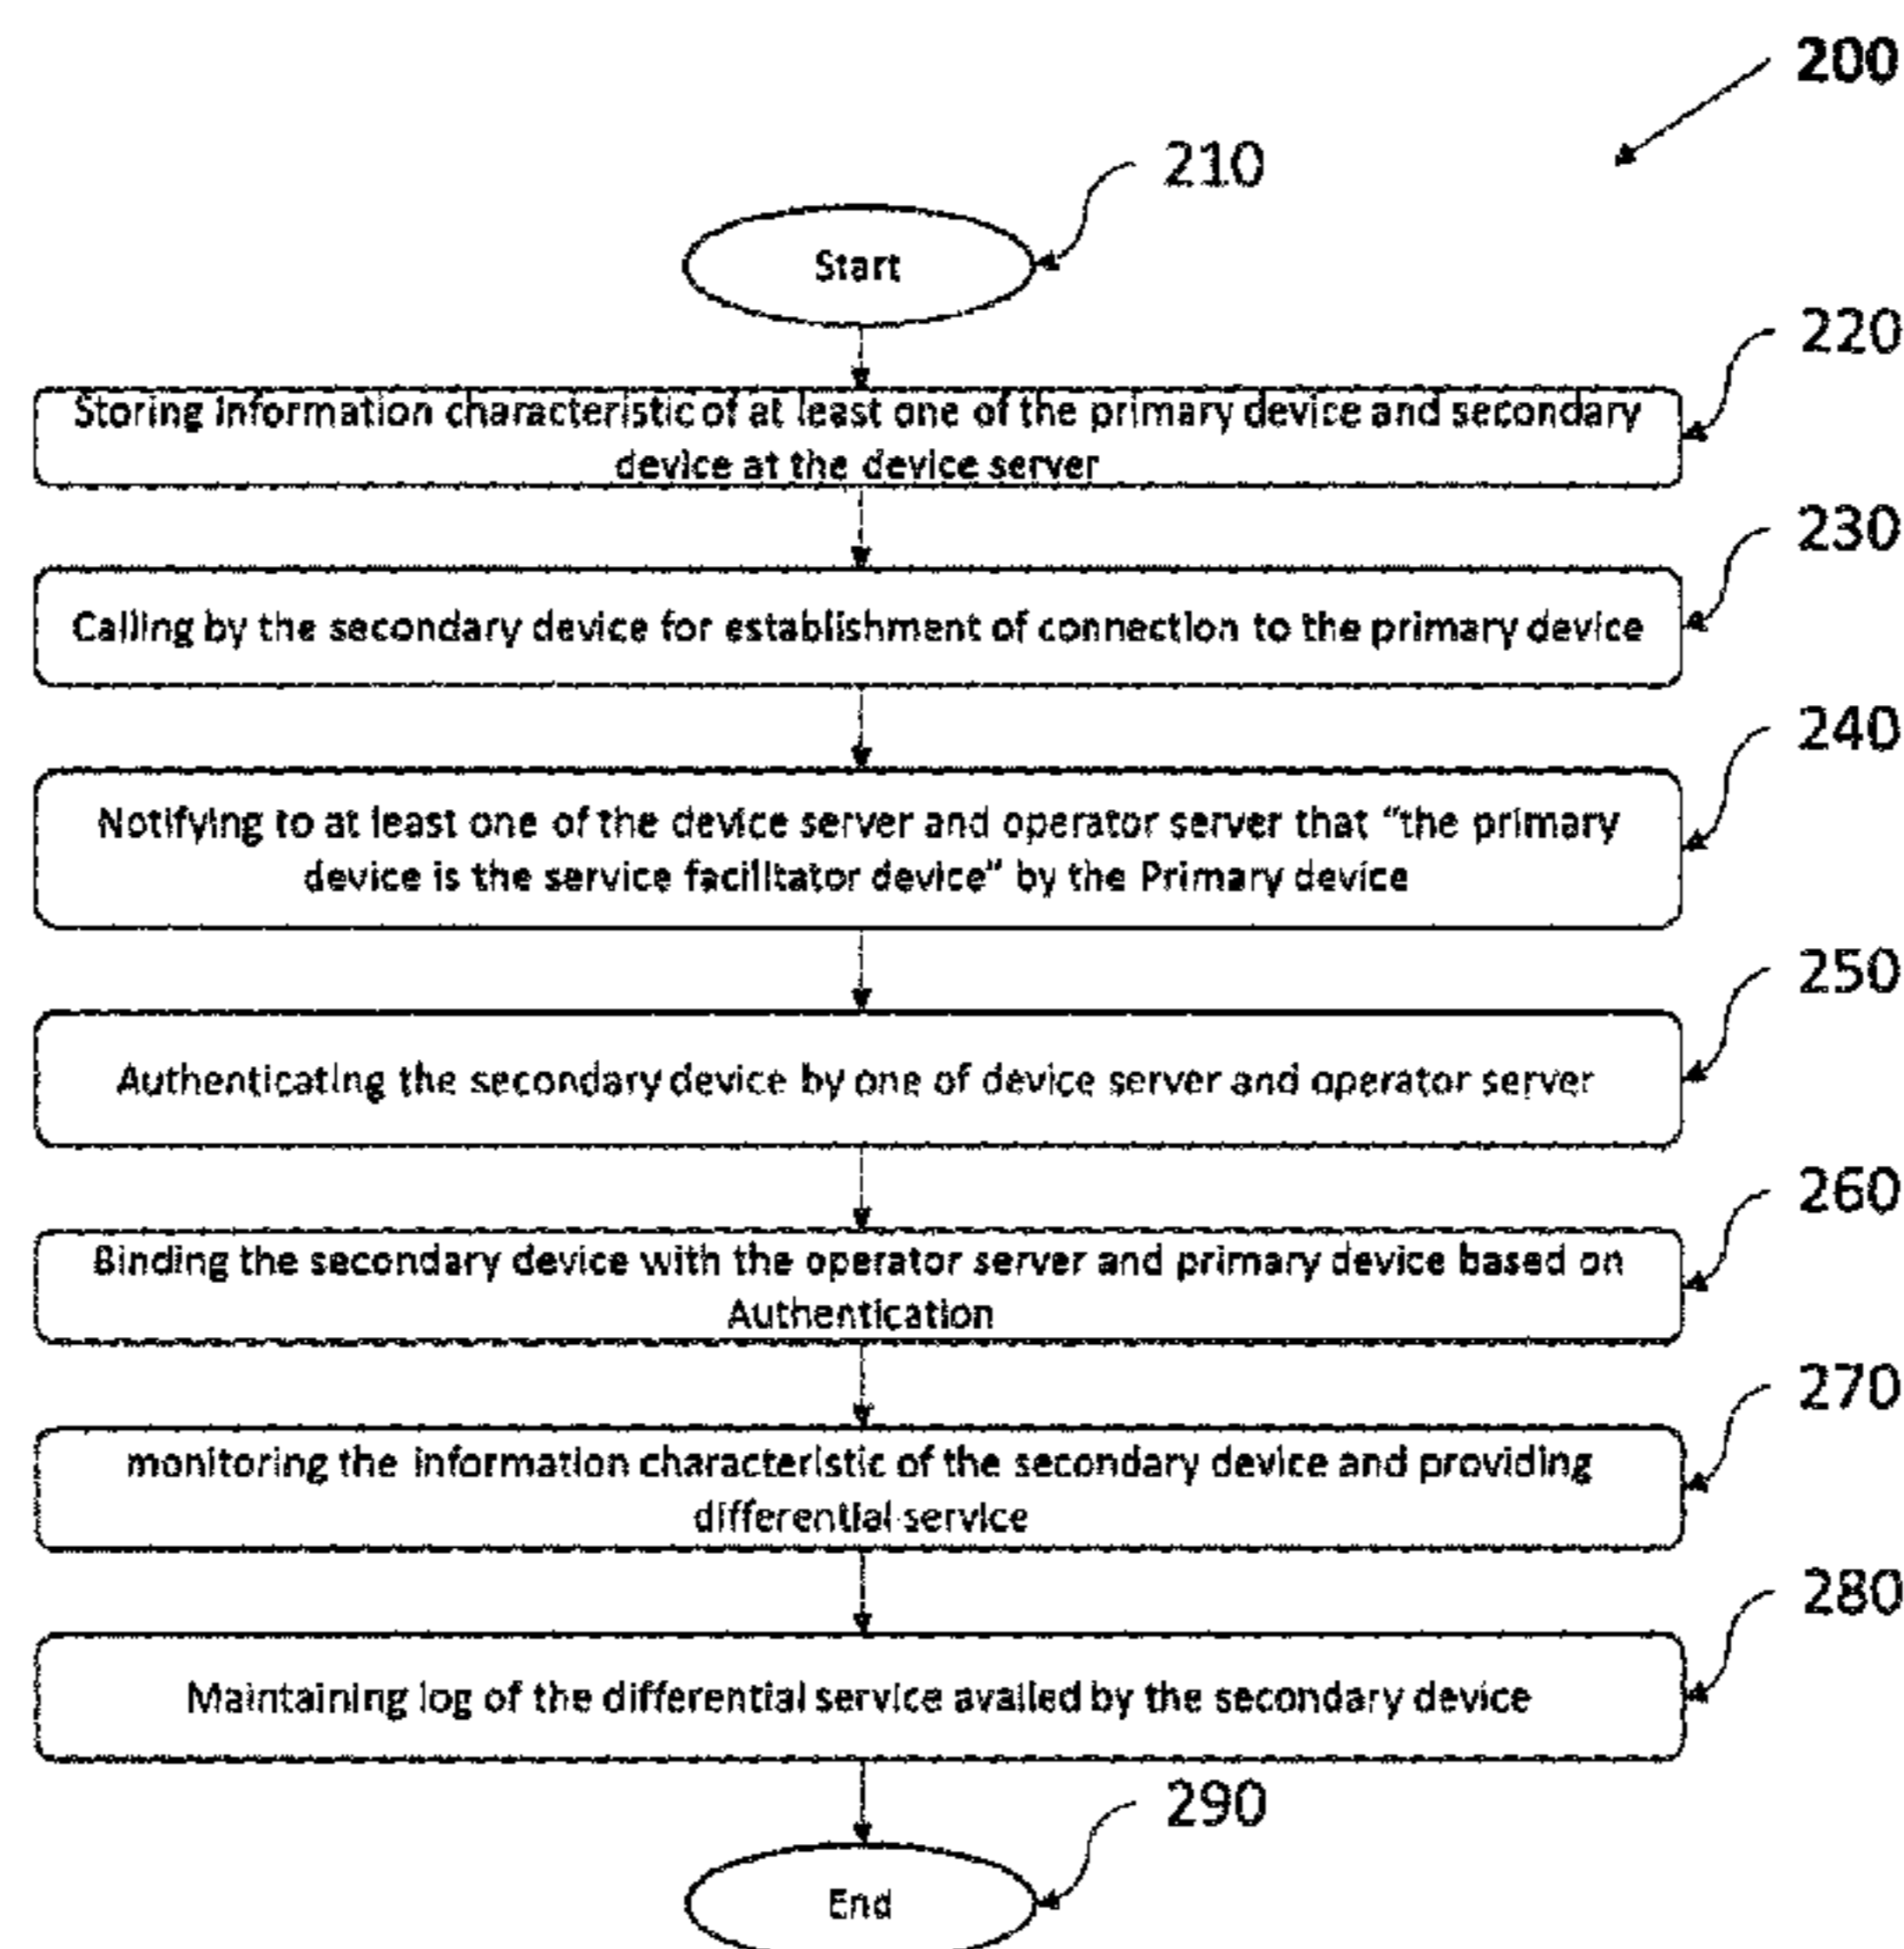 200
210
Start
220
Storing information characteristic of at least one of the primary device and secondary
device at the device server
230
Calling by the secondary device for establishment of connection to the primary device
240
Notifying to at least one of the device server and operator server that “the primary
device is the service facilitator device” by the Primary device
250
Authenticating the secondary device by one of device server and operator server
260
Binding the secondary device with the operator server and primary device based on
Authentication
270
monitoring the information characteristic of the secondary device and providing
differential service
280
Maintaining log of the differential service availed by the secondary device
290
End